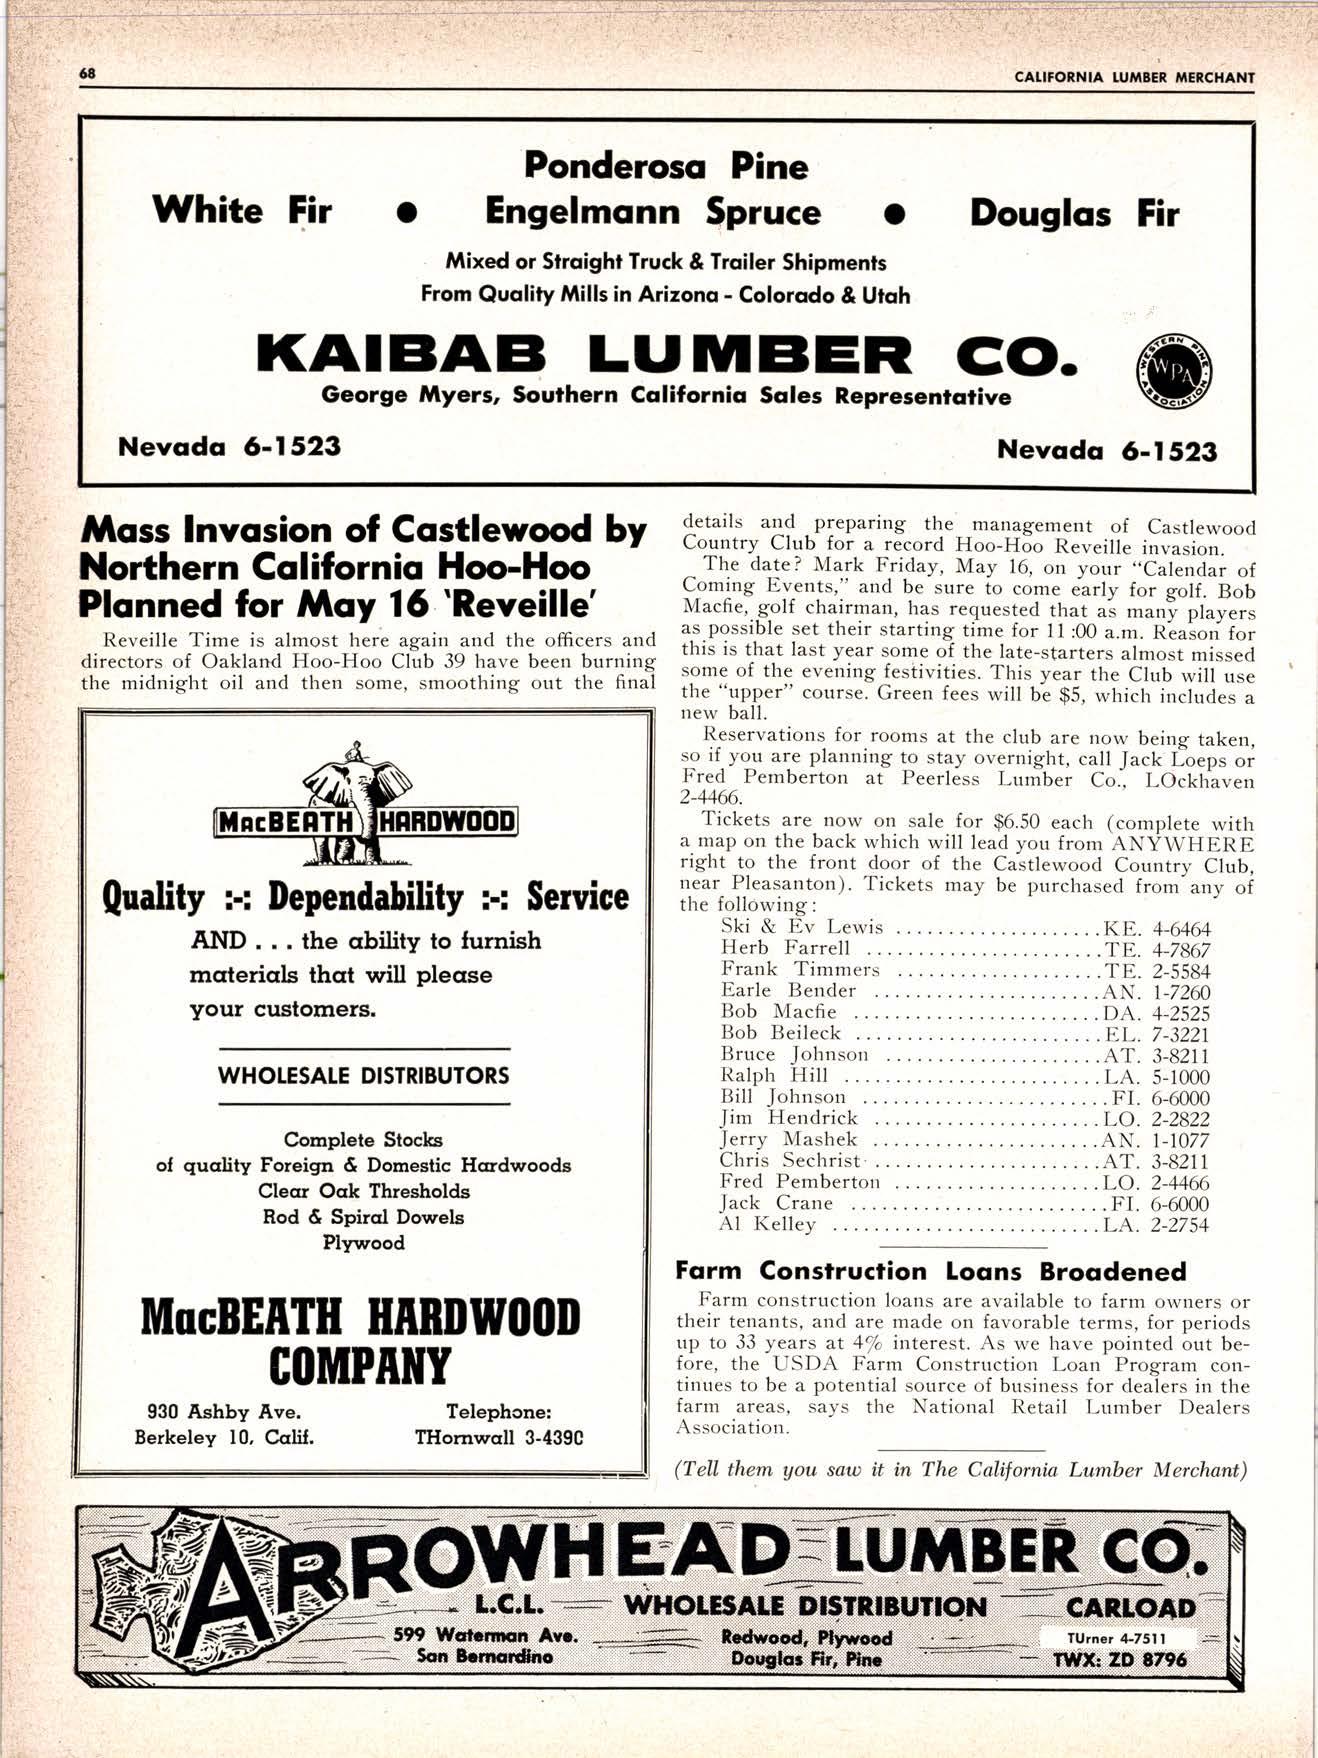 68
CALIFORNIA LUMBER MERCHANT
Ponderosa Pine
White Fir ● Engelmann Spruce ● Douglas Fir
Mixed or Straight Truck & Trailer Shipments
From Quality Mills in Arizona - Colorado & Utah
KAIBAB LUMBER CO.
WESTERN PINE ASSOCIATION
WPA
George Myers, Southern California Sales Representative
Nevada 6-1523
Nevada 6-1523
Mass Invasion of Castlewood by
Northern California Hoo-Hoo
Planned for May 16 'Reveille'
Reveille Time is almost here again and the officers and
directors of Oakland Hoo-Hoo Club 39 have been burning
the midnight oil and then some, smoothing out the final
details and preparing the management of Castlewood
Country Club for a record Hoo-Hoo Reveille invasion.
The date? Mark Friday, May 16, on your "Calendar of
Coming Events," and be sure to come early for golf. Bob
Macfie, golf chairman, has requested that as many players
as possible set their starting time for 11:00 a.m. Reason for
this is that last year some of the late-starters almost missed
some of the evening festivities. This year the Club will use
the "upper" course. Green fees will be $5, which includes a
new ball.
Reservations for rooms at the club are now being taken,
so if you are planning to stay overnight, call Jack Loeps or
Fred Pemberton at Peerless Lumber Co., LOckhaven
2-4466.
Tickets are now on sale for $6.50 each (complete with
a map on the back which will lead you from ANYWHERE
right to the front door of the Castlewood Country Club,
near Pleasanton). Tickets may be purchased from any of
the following:
Ski & Ev Lewis ....................KE. 4-6464
Herb Farrell .......................TE. 4-7867
Frank Timmers ....................TE. 2-5584
Earle Bender ......................AN. 1-7260
Bob Macfie ........................DA. 4-2525
Bob Beileck ........................EL. 7-3221
Bruce Johnson .....................AT. 3-8211
Ralph Hill .........................LA. 5-1000
Bill Johnson ........................FI. 6-6000
Jim Hendrick ......................LO. 2-2822
Jerry Mashek ......................AN. 1-1077
Chris Sechrist ......................AT. 3-8211
Fred Pemberton ....................LO. 2-4466
Jack Crane .........................FI. 6-6000
Al Kelley ..........................LA. 2-2754
Farm Construction Loans Broadened
Farm construction loans are available to farm owners or
their tenants, and are made on favorable terms, for periods
up to 33 years at 4% interest. As we have pointed out be-
fore, the USDA Farm Construction Loan Program con-
tinues to be a potential source of business for dealers in the
farm areas, says the National Retail Lumber Dealers
Association.
(Tell them you saw it in The California Lumber Merchant)
MacBEATH HARDWOOD
Quality :-: Dependability :-: Service
AND . . . the ability to furnish
materials that will please
your customers.
WHOLESALE DISTRIBUTORS
Complete Stocks
of quality Foreign & Domestic Hardwoods
Clear Oak Thresholds
Rod & Spiral Dowels
Plywood
MacBEATH HARDWOOD
COMPANY
930 Ashby Ave.
Berkeley 10, Calif.
Telephone:
THornwall 3-4390
ARROWHEAD LUMBER CO.
L.C.L. WHOLESALE DISTRIBUTION CARLOAD
599 Waterman Ave.
San Bernardino
Redwood, Plywood
Douglas Fir, Pine
TUrner 4-7511
TWX: ZD 8796